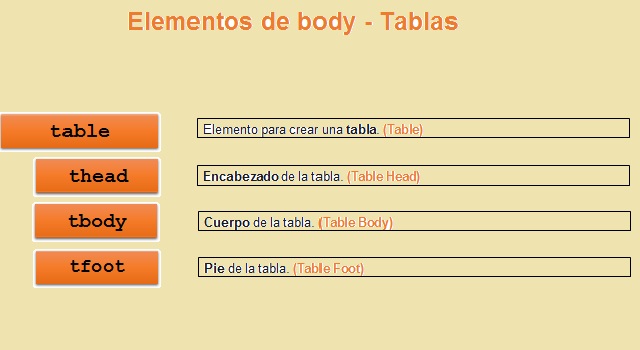 Elementos de body - Tablas
table
Elemento para crear una tabla. (Table)
thead
Encabezado de la tabla. (Table Head)
tbody
Cuerpo de la tabla. (Table Body)
tfoot
Pie de la tabla. (Table Foot)